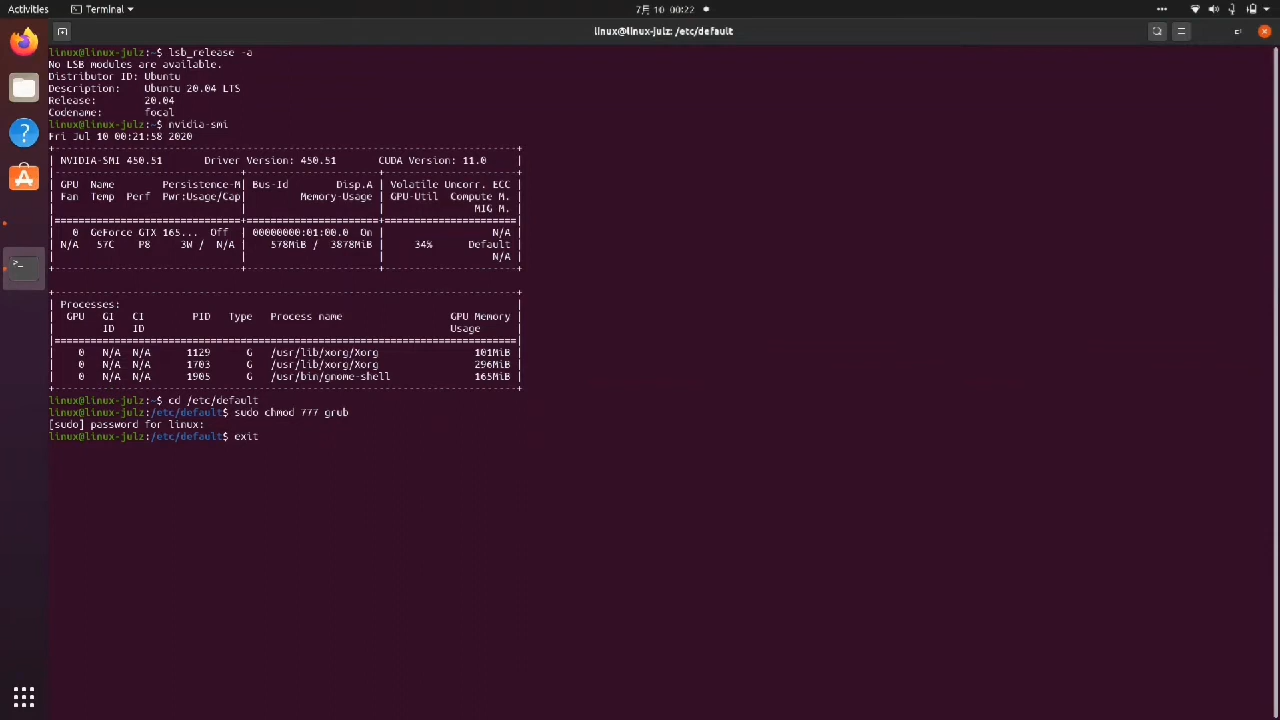 Activities
Terminal
7月 10 00:22
linux@linux-julz: /etc/default
linux@linux-julz:~$ lsb_release -a
No LSB modules are available.
Distributor ID: Ubuntu
Description:    Ubuntu 20.04 LTS
Release:        20.04
Codename:       focal
linux@linux-julz:~$ nvidia-smi
Fri Jul 10 00:21:58 2020
+-----------------------------------------------------------------------------+
| NVIDIA-SMI 450.51       Driver Version: 450.51       CUDA Version: 11.0     |
|-------------------------------+----------------------+----------------------+
| GPU  Name        Persistence-M| Bus-Id        Disp.A | Volatile Uncorr. ECC |
| Fan  Temp  Perf  Pwr:Usage/Cap|         Memory-Usage | GPU-Util  Compute M. |
|                               |                      |               MIG M. |
|===============================+======================+======================|
|   0  GeForce GTX 165...  Off  | 00000000:01:00.0  On |                  N/A |
| N/A   57C    P8     3W /  N/A |    578MiB /  3878MiB |     34%      Default |
|                               |                      |                  N/A |
+-------------------------------+----------------------+----------------------+
+-----------------------------------------------------------------------------+
| Processes:                                                                  |
|  GPU   GI   CI        PID   Type   Process name                  GPU Memory |
|        ID   ID                                                   Usage      |
|=============================================================================|
|    0   N/A  N/A      1129      G   /usr/lib/xorg/Xorg                101MiB |
|    0   N/A  N/A      1703      G   /usr/lib/xorg/Xorg                296MiB |
|    0   N/A  N/A      1905      G   /usr/bin/gnome-shell              165MiB |
+-----------------------------------------------------------------------------+
linux@linux-julz:~$ cd /etc/default
linux@linux-julz:/etc/default$ sudo chmod 777 grub
[sudo] password for linux:
linux@linux-julz:/etc/default$ exit